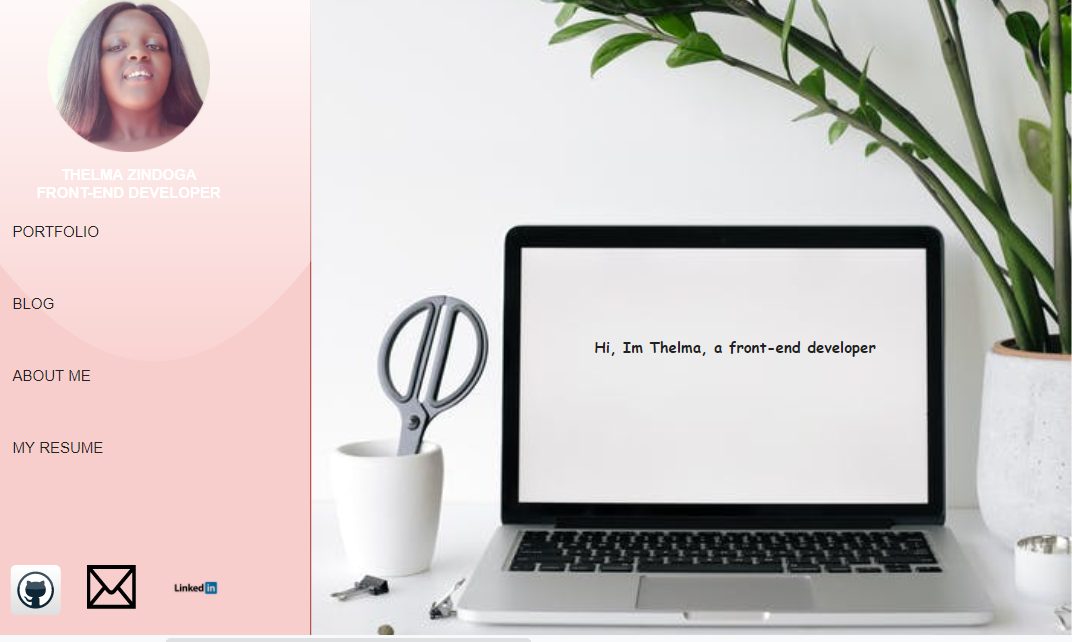 THELMA ZINDOGA
FRONT-END DEVELOPER
PORTFOLIO
BLOG
ABOUT ME
MY RESUME
Linked in
Hi, Im Thelma, a front-end developer